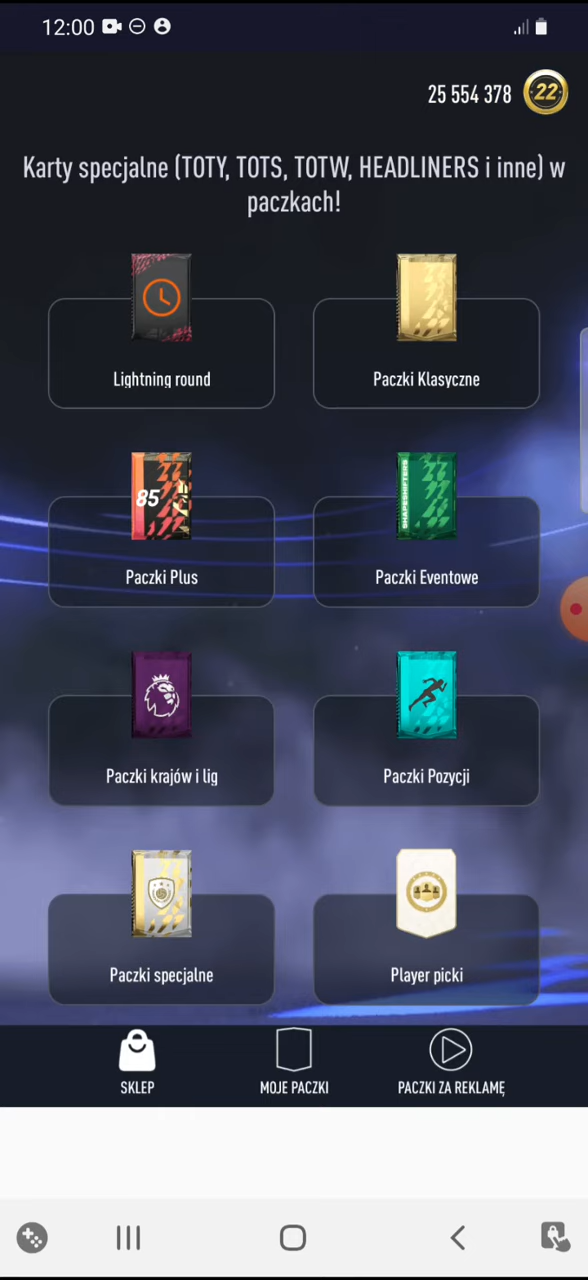 12:00
25 554 378
22
Karty specjalne (TOTY, TOTS, TOTW, HEADLINERS i inne) w
paczkach!
Lightning round
Paczki Klasyczne
85
SHAPESHIFTERS
Paczki Plus
Paczki Eventowe
Paczki krajów i lig
Paczki Pozycji
Paczki specjalne
Player picki
SKLEP
MOJE PACZKI
PACZKI ZA REKLAMĘ